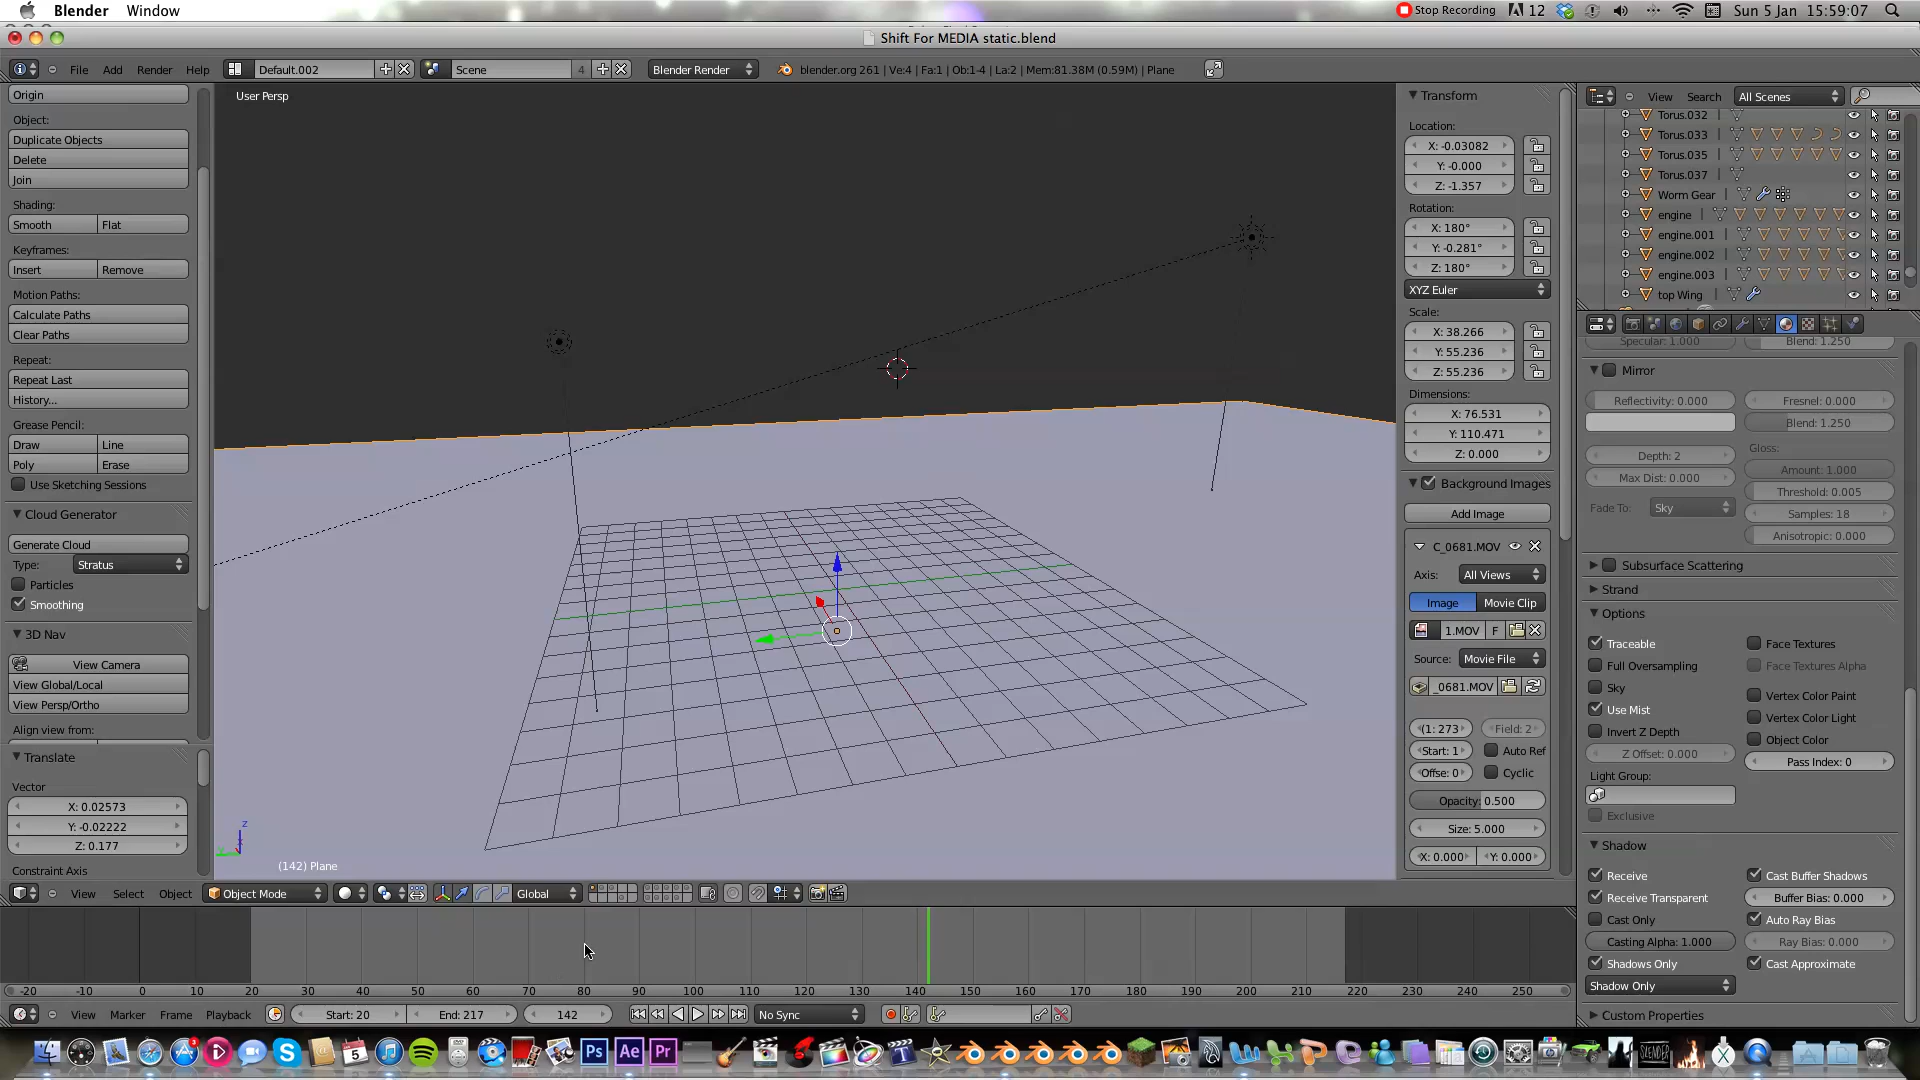 Blender Window
Stop Recording 12 Sun 5 Jan 15:59:07
Shift For MEDIA static.blend
File Add Render Help Default.002 Scene 4 Blender Render blender.org 261 | Ve:4 | Fa:1 | Ob:1-4 | La:2 | Mem:81.38M (0.59M) | Plane
Origin
Object:
Duplicate Objects
Delete
Join
Shading:
Smooth Flat
Keyframes:
Insert Remove
Motion Paths:
Calculate Paths
Clear Paths
Repeat:
Repeat Last
History...
Grease Pencil:
Draw Line
Poly Erase
Use Sketching Sessions
Cloud Generator
Generate Cloud
Type: Stratus
Particles
Smoothing
3D Nav
View Camera
View Global/Local
View Persp/Ortho
Align view from:
Translate
Vector
X: 0.02573
Y: -0.02222
Z: 0.177
Constraint Axis
User Persp
z
(142) Plane
View Select Object Object Mode Global
Transform
Location:
X: -0.03082
Y: -0.000
Z: -1.357
Rotation:
X: 180°
Y: -0.281°
Z: 180°
XYZ Euler
Scale:
X: 38.266
Y: 55.236
Z: 55.236
Dimensions:
X: 76.531
Y: 110.471
Z: 0.000
Background Images
Add Image
C_0681.MOV
Axis: All Views
Image Movie Clip
1.MOV F
Source: Movie File
_0681.MOV
(1: 273 Field: 2
Start: 1 Auto Ref
Offse: 0 Cyclic
Opacity: 0.500
Size: 5.000
X: 0.000 Y: 0.000
View Search All Scenes
Torus.032
Torus.033
Torus.035
Torus.037
Worm Gear
engine
engine.001
engine.002
engine.003
top Wing
Specular: 1.000 Blend: 1.250
Mirror
Reflectivity: 0.000 Fresnel: 0.000
Blend: 1.250
Depth: 2 Gloss:
Amount: 1.000
Max Dist: 0.000 Threshold: 0.005
Fade To: Sky Samples: 18
Anisotropic: 0.000
Subsurface Scattering
Strand
Options
Traceable Face Textures
Full Oversampling Face Textures Alpha
Sky Vertex Color Paint
Use Mist Vertex Color Light
Invert Z Depth Object Color
Z Offset: 0.000 Pass Index: 0
Light Group:
Exclusive
Shadow
Receive Cast Buffer Shadows
Receive Transparent Buffer Bias: 0.000
Cast Only Auto Ray Bias
Casting Alpha: 1.000 Ray Bias: 0.000
Shadows Only Cast Approximate
Shadow Only
Custom Properties
-20 -10 0 10 20 30 40 50 60 70 80 90 100 110 120 130 140 150 160 170 180 190 200 210 220 230 240 250
View Marker Frame Playback Start: 20 End: 217 142 No Sync
5 Ps Ae Pr T
SLENDER
X